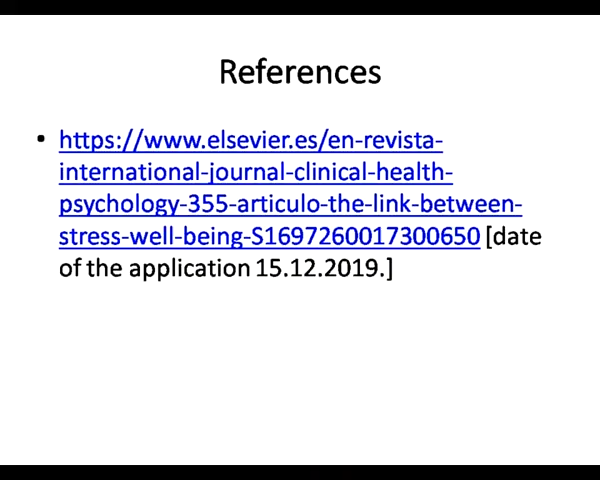 References
• https://www.elsevier.es/en-revista-
international-journal-clinical-health-
psychology-355-articulo-the-link-between-
stress-well-being-S1697260017300650 [date
of the application 15.12.2019.]